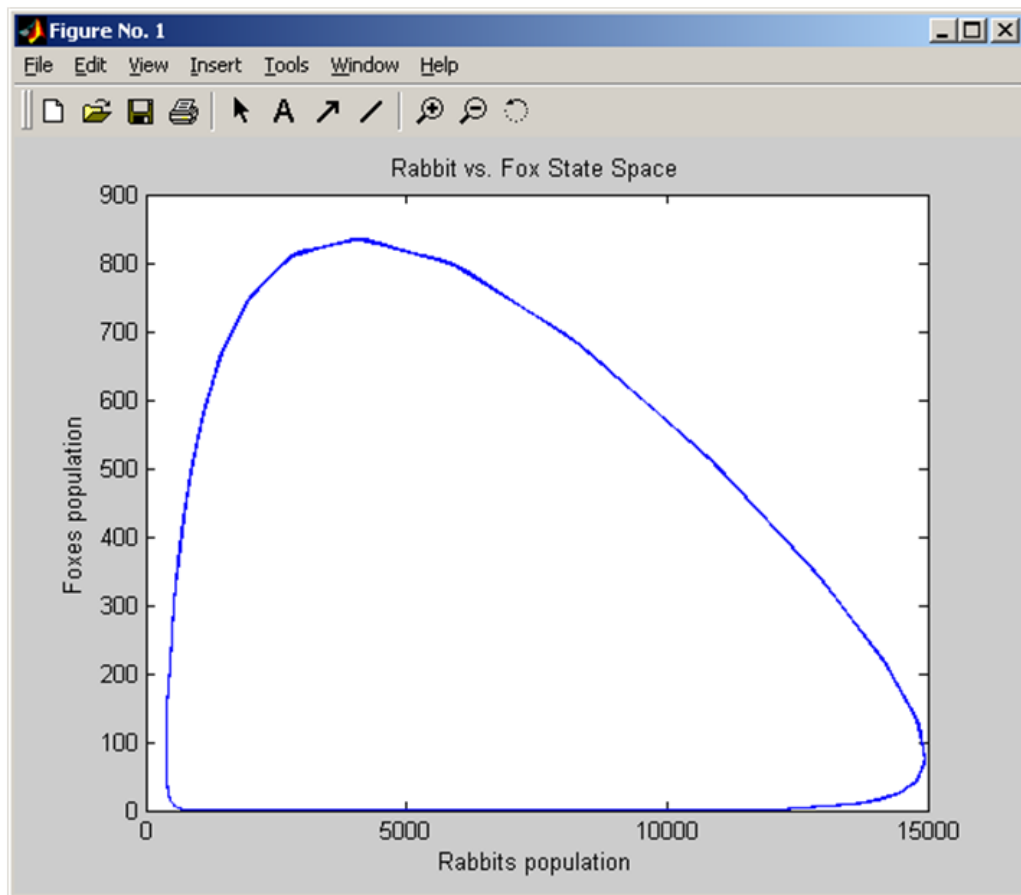 Figure No. 1
File Edit View Insert Tools Window Help
A
Rabbit vs. Fox State Space
900
800
700
600
500
400
300
200
100
0
Foxes population
0 5000 10000 15000
Rabbits population